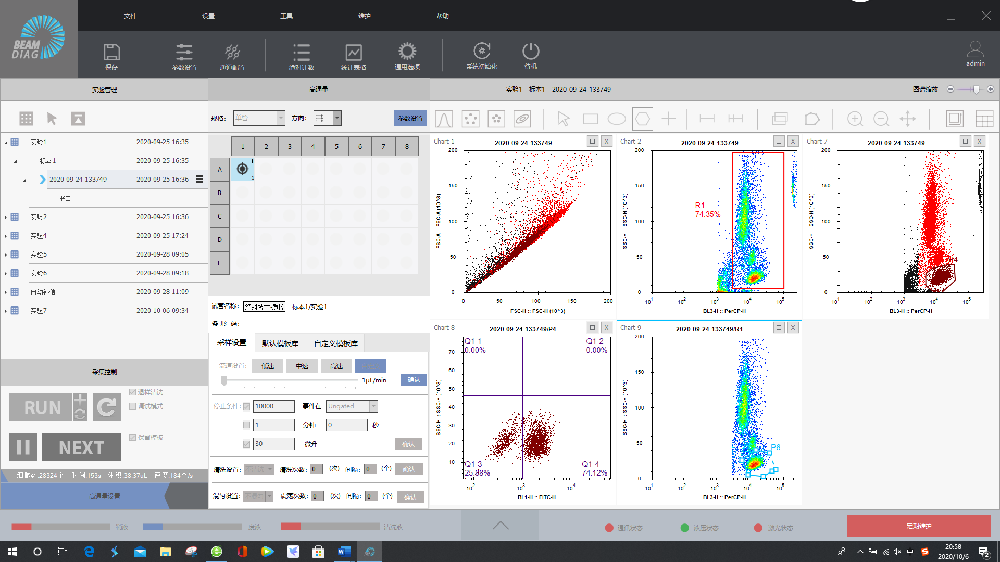 文件 设置 工具 维护 帮助
BEAM
DIAG
保存 参数设置 通道配置 绝对计数 统计表格 通用选项 系统初始化 待机 admin
实验管理 高通量 实验1 - 标本1 - 2020-09-24-133749 图谱缩放
规格: 单管 方向: 参数设置
实验1 2020-09-25 16:35
标本1 2020-09-25 16:35
2020-09-24-133749 2020-09-25 16:36
报告
实验2 2020-09-25 16:36
实验4 2020-09-25 17:24
实验5 2020-09-28 09:05
实验6 2020-09-28 09:18
自动补偿 2020-09-28 11:09
实验7 2020-10-06 09:34
采集控制
RUN
退样清洗
调试模式
NEXT
保留模板
细胞数:28324个 时间:153s 体积:38.37uL 速度:184个/s
高通量设置
1 2 3 4 5 6 7 8
A 1
1
B
C
D
E
试管名称: 绝对技术-质控 标本1/实验1
条 形 码:
采样设置 默认模板库 自定义模板库
流速设置: 低速 中速 高速
1µL/min 确认
停止条件: 10000 事件在 Ungated
1 分钟 0 秒
30 微升 确认
清洗设置: 不清洗 清洗次数: 0 (次) 间隔: 0 (个) 确认
混匀设置: 不混匀 震荡次数: 0 (次) 间隔: 0 (个) 确认
Chart 1 2020-09-24-133749 X
200
150
100
50
0
FSC-A :: FSC-A (10^3)
0 50 100 150 200
FSC-H :: FSC-H (10^3)
Chart 2 2020-09-24-133749 X
200
150
100
50
0
SSC-H :: SSC-H (10^3)
R1
74.35%
10^1 10^2 10^3 10^4 10^5
BL3-H :: PerCP-H
Chart 7 2020-09-24-133749 X
200
150
100
50
0
SSC-H :: SSC-H (10^3)
P4
10^1 10^2 10^3 10^4 10^5
BL3-H :: PerCP-H
Chart 8 2020-09-24-133749/P4 X
70
60
50
40
30
20
10
SSC-H :: SSC-H (10^3)
Q1-1 Q1-2
0.00% 0.00%
Q1-3 Q1-4
25.88% 74.12%
10^2 10^3 10^4
BL1-H :: FITC-H
Chart 9 2020-09-24-133749/R1 X
200
150
100
50
0
SSC-H :: SSC-H (10^3)
P6
10^1 10^2 10^3 10^4 10^5
BL3-H :: PerCP-H
鞘液 废液 清洗液 通讯状态 液压状态 激光状态 定期维护
中 20:58
2020/10/6 2